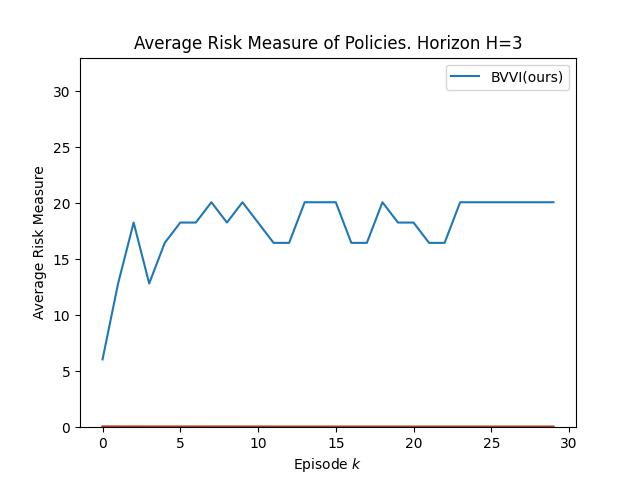 Average Risk Measure of Policies. Horizon H=3
BVVI(ours)
Average Risk Measure
30
25
20
15
10
5
0
0 5 10 15 20 25 30
Episode k